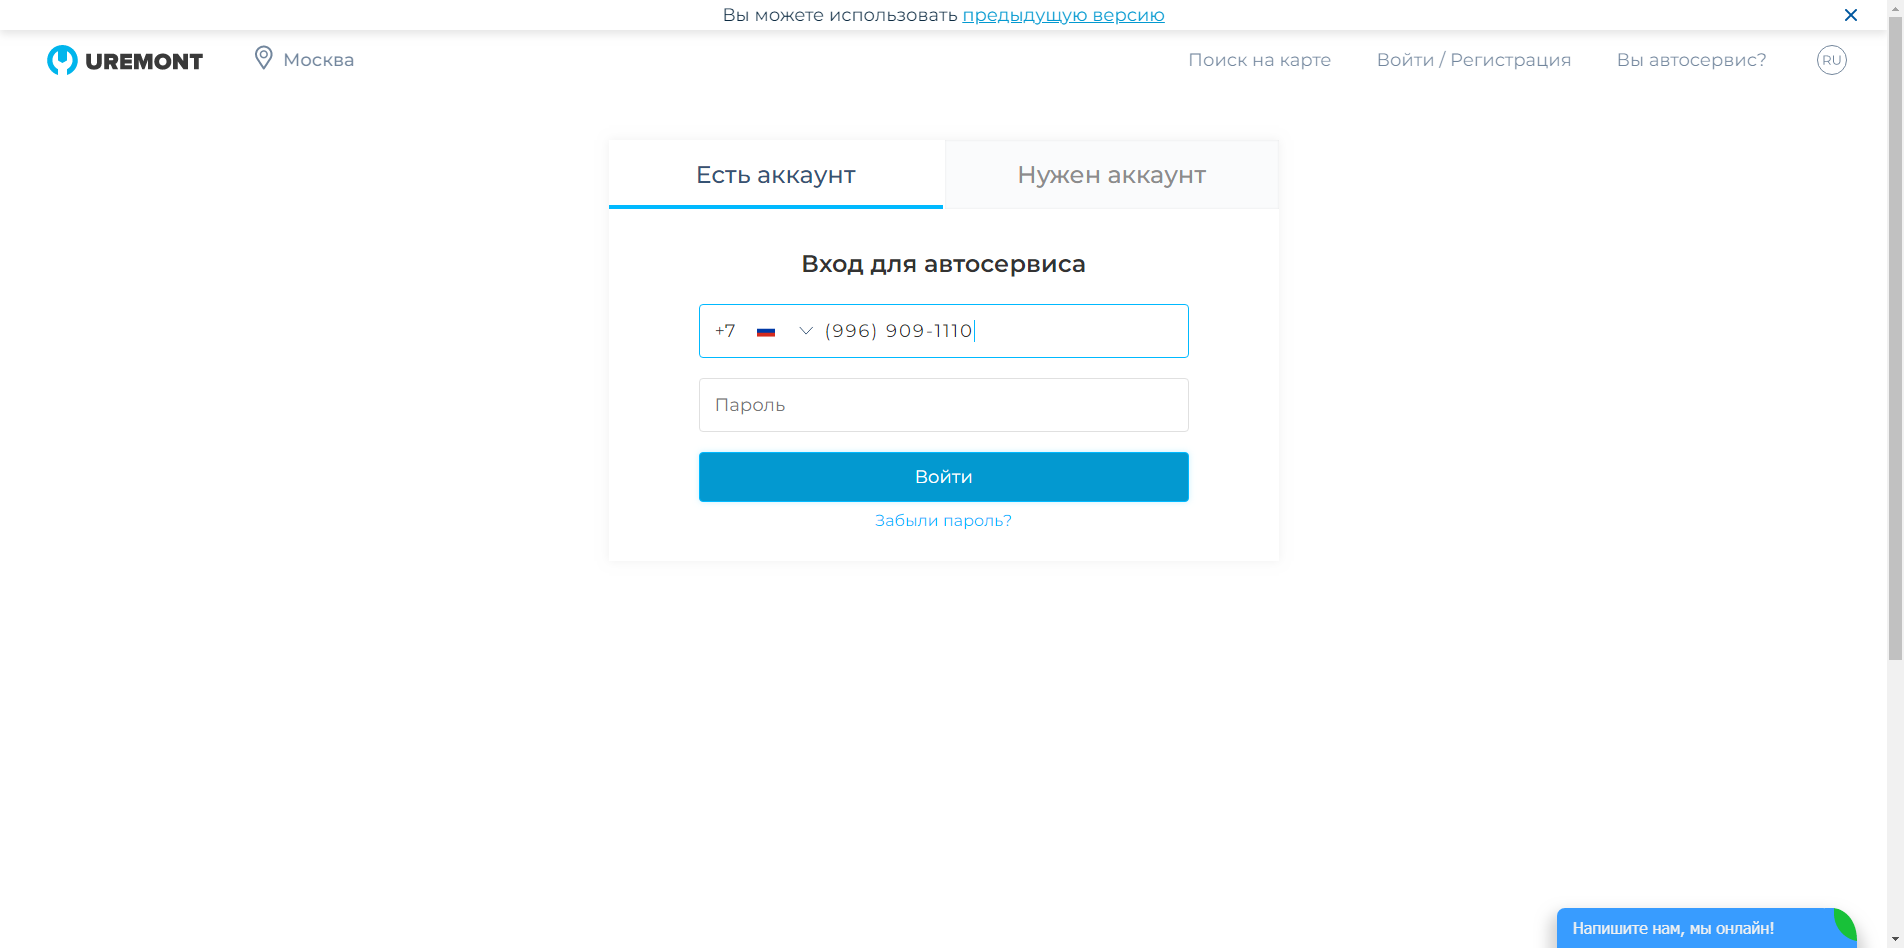 Вы можете использовать предыдущую версию
UREMONT
Москва
Поиск на карте
Войти / Регистрация
Вы автосервис?
RU
Есть аккаунт
Нужен аккаунт
Вход для автосервиса
+7 (996) 909-1110
Пароль
Войти
Забыли пароль?
Напишите нам, мы онлайн!